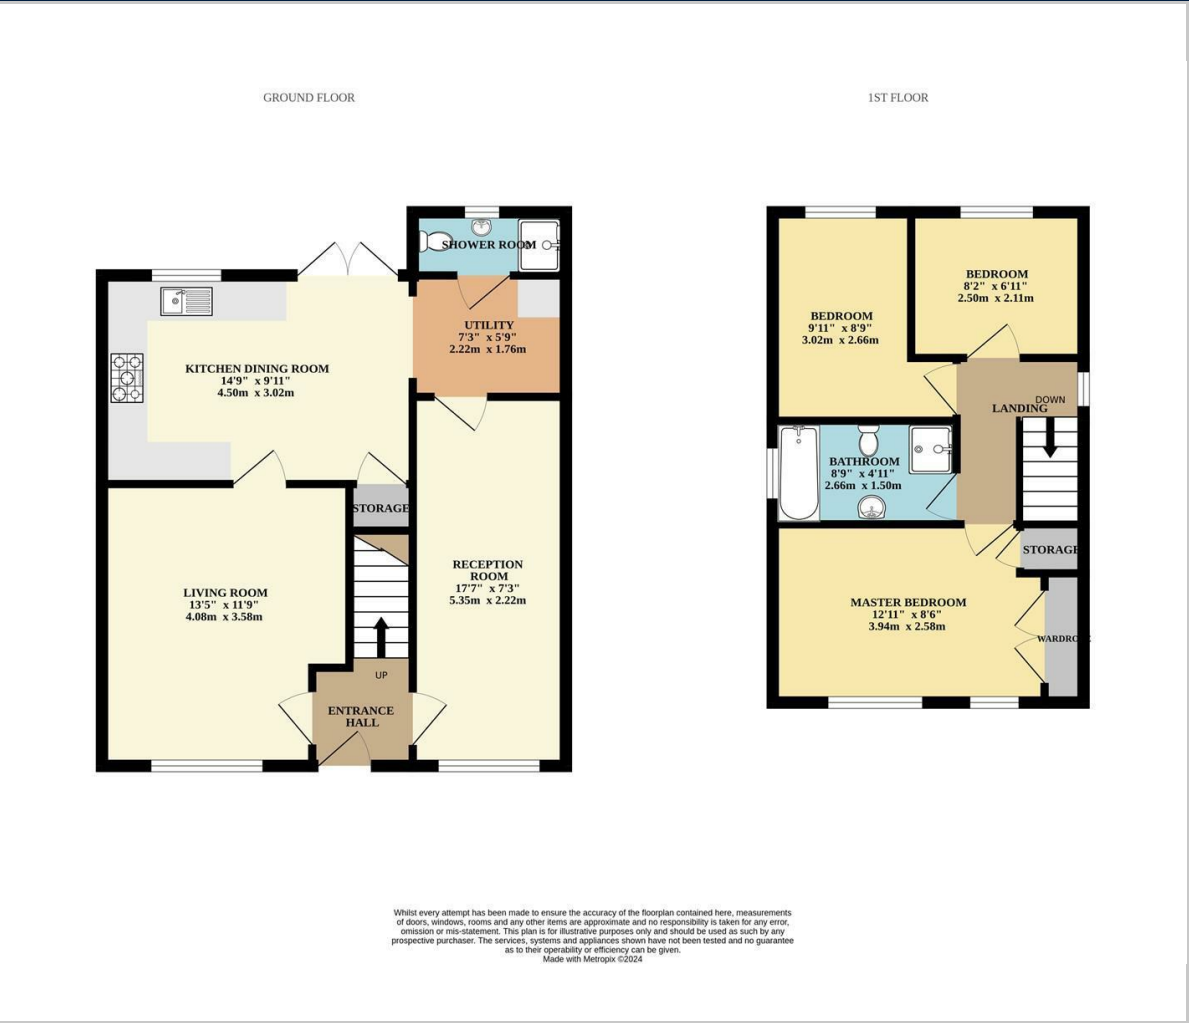 GROUND FLOOR
1ST FLOOR
SHOWER ROOM
UTILITY
7'3" x 5'9"
2.22m x 1.76m
KITCHEN DINING ROOM
14'9" x 9'11"
4.50m x 3.02m
STORAGE
LIVING ROOM
13'5" x 11'9"
4.08m x 3.58m
RECEPTION
ROOM
17'7" x 7'3"
5.35m x 2.22m
UP
ENTRANCE
HALL
BEDROOM
8'2" x 6'11"
2.50m x 2.11m
BEDROOM
9'11" x 8'9"
3.02m x 2.66m
DOWN
LANDING
BATHROOM
8'9" x 4'11"
2.66m x 1.50m
STORAGE
MASTER BEDROOM
12'11" x 8'6"
3.94m x 2.58m
WARDROBE
Whilst every attempt has been made to ensure the accuracy of the floorplan contained here, measurements
of doors, windows, rooms and any other items are approximate and no responsibility is taken for any error,
omission or mis-statement. This plan is for illustrative purposes only and should be used as such by any
prospective purchaser. The services, systems and appliances shown have not been tested and no guarantee
as to their operability or efficiency can be given.
Made with Metropix ©2024